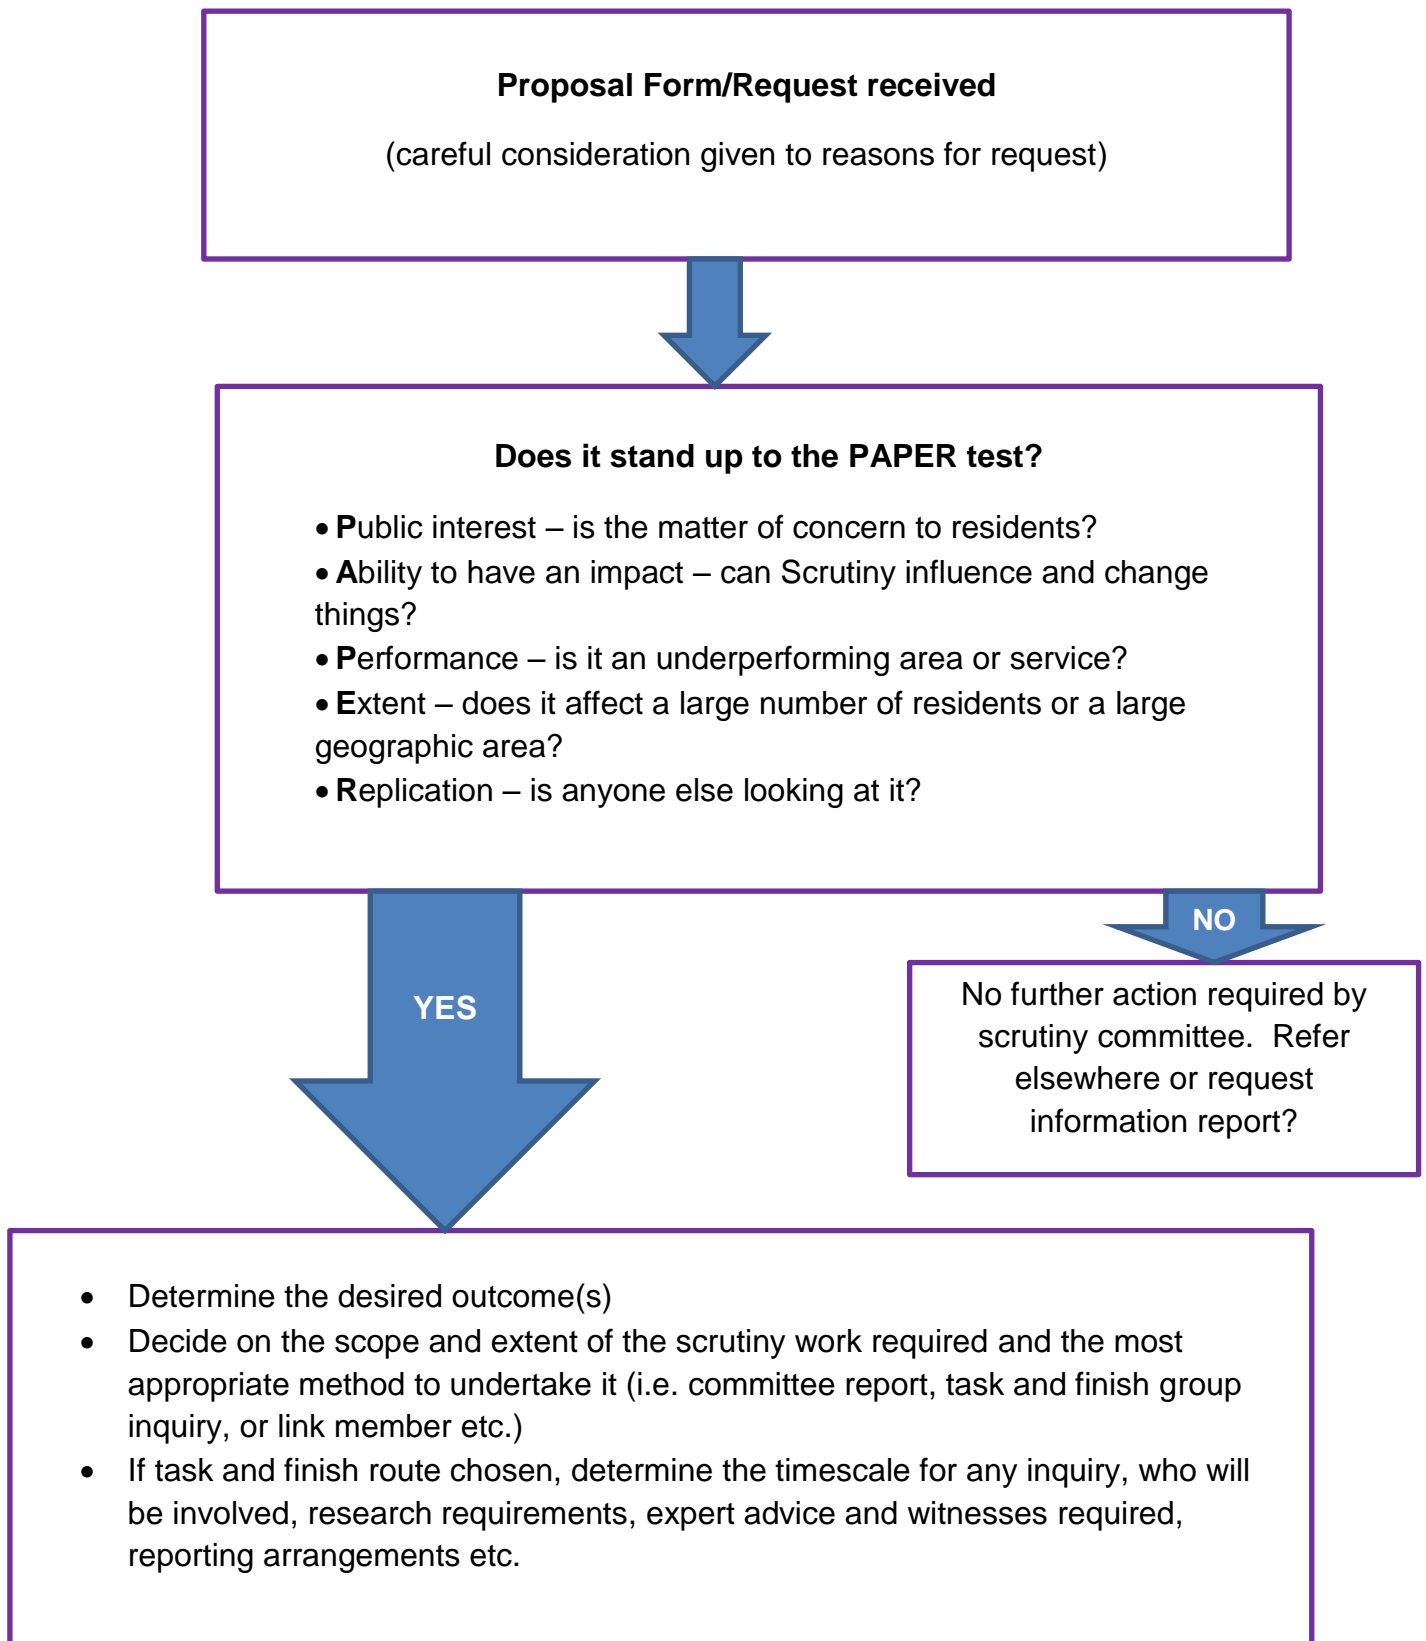 Proposal Form/Request received
(careful consideration given to reasons for request)
Does it stand up to the PAPER test?
• Public interest – is the matter of concern to residents?
• Ability to have an impact – can Scrutiny influence and change
things?
• Performance – is it an underperforming area or service?
• Extent – does it affect a large number of residents or a large
geographic area?
• Replication – is anyone else looking at it?
NO
No further action required by
scrutiny committee.  Refer
elsewhere or request
information report?
YES
• Determine the desired outcome(s)
• Decide on the scope and extent of the scrutiny work required and the most
appropriate method to undertake it (i.e. committee report, task and finish group
inquiry, or link member etc.)
• If task and finish route chosen, determine the timescale for any inquiry, who will
be involved, research requirements, expert advice and witnesses required,
reporting arrangements etc.